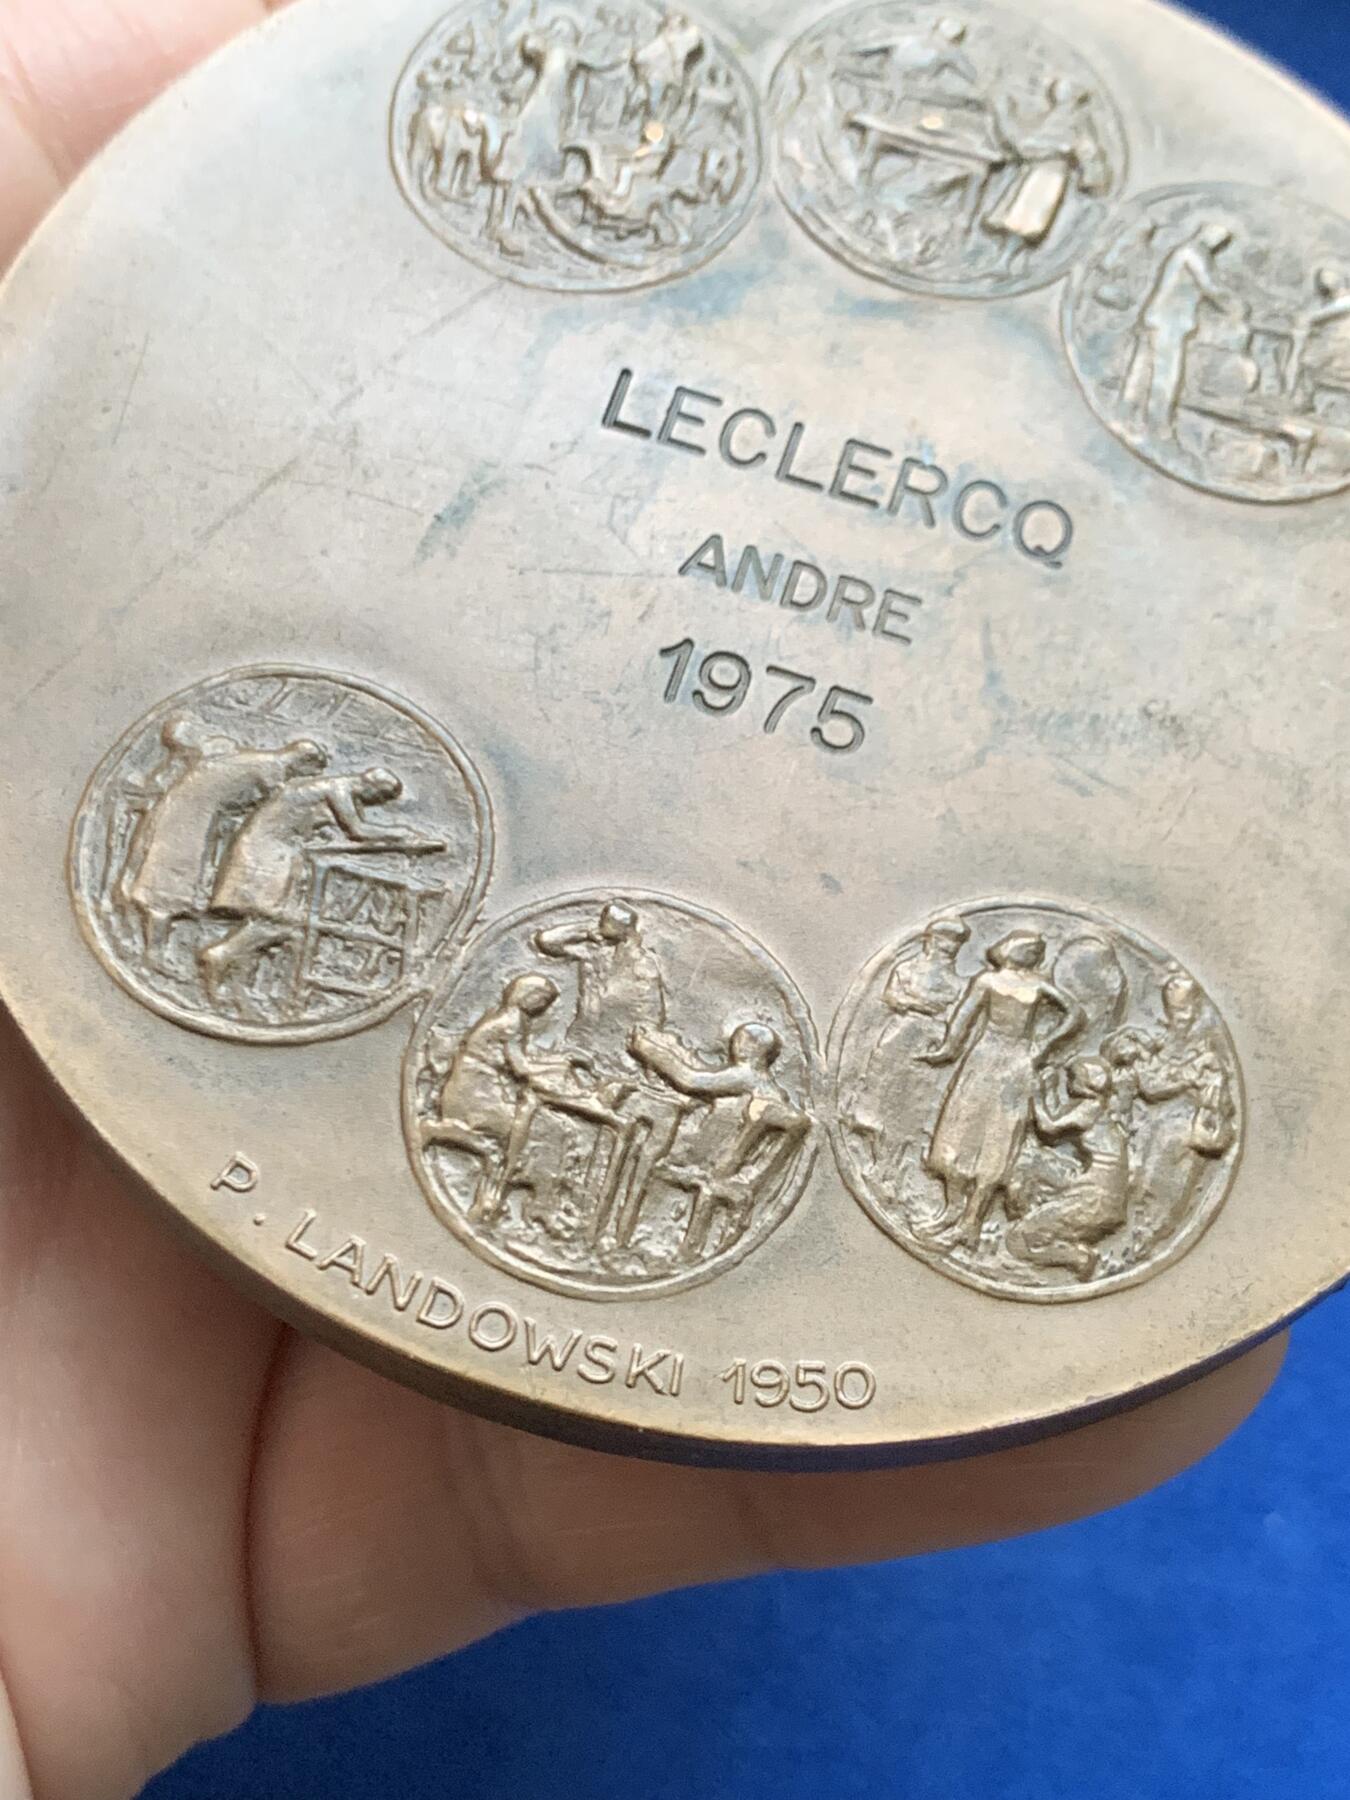 LECLERCQ
ANDRE
1975
P. LANDOWSKI 1950